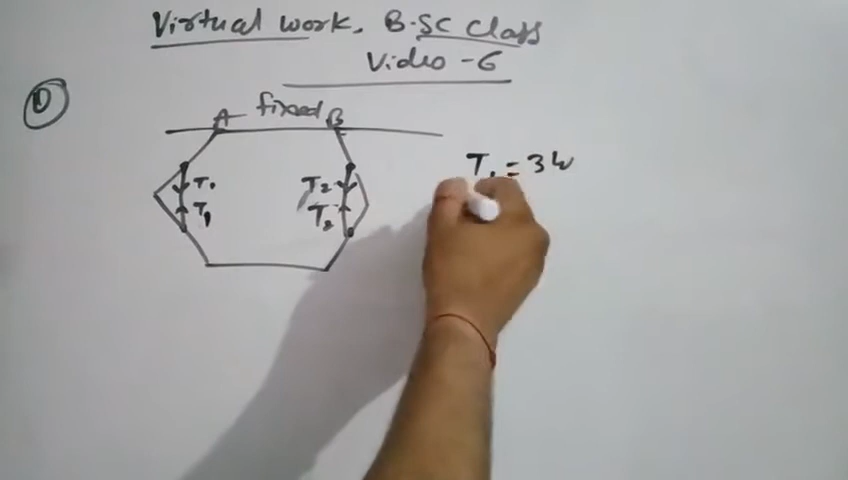 Virtual work. B.SC Class
Video - 6
1)
A fixed B
T1 T2
T1 T2
T1 = 3W